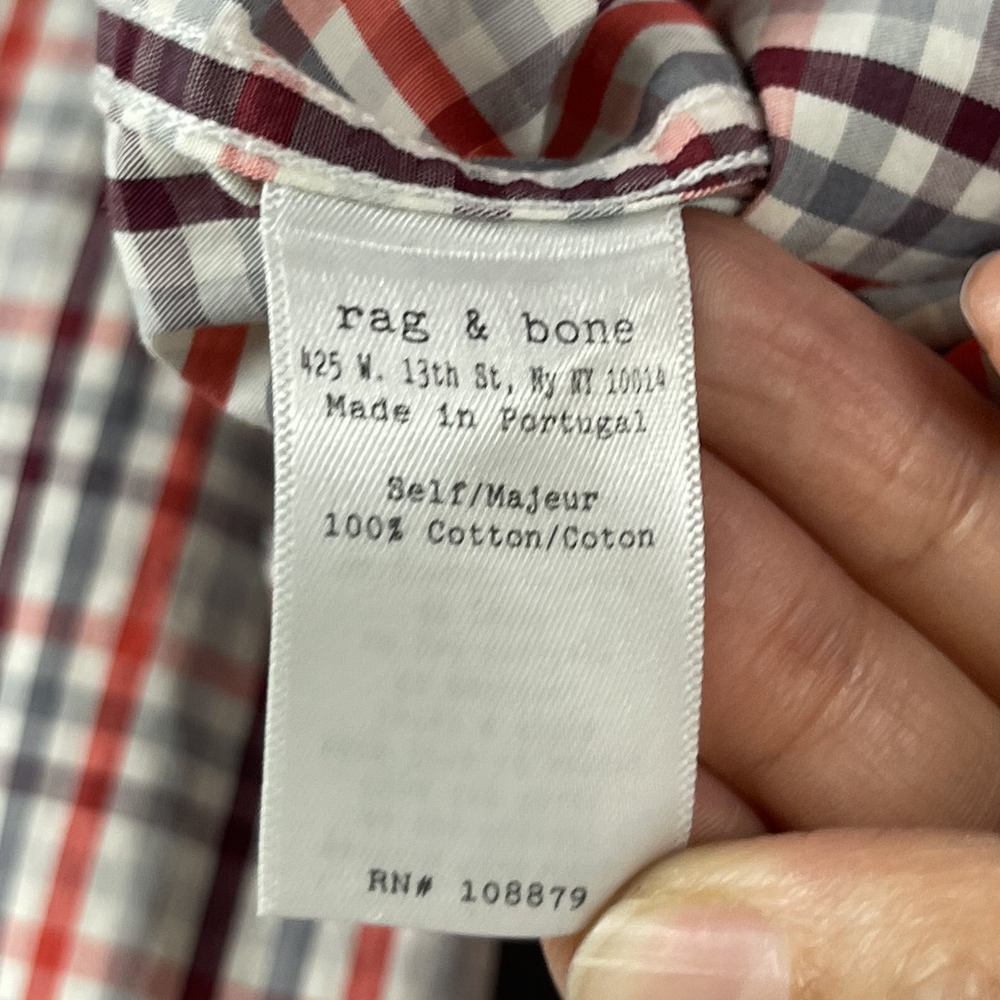 rag & bone
425 W. 13th St, Ny NY 10014
Made in Portugal
Self/Majeur
100% Cotton/Coton
RN# 108879